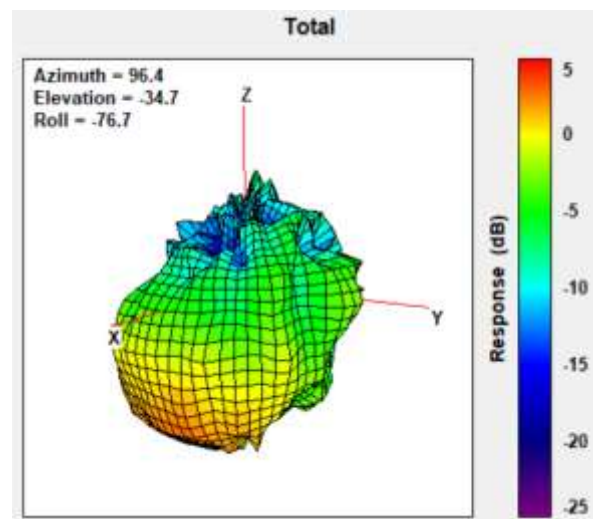 Total
Azimuth = 96.4
Elevation = -34.7
Roll = -76.7
Z
X
Y
Response (dB)
5
0
-5
-10
-15
-20
-25